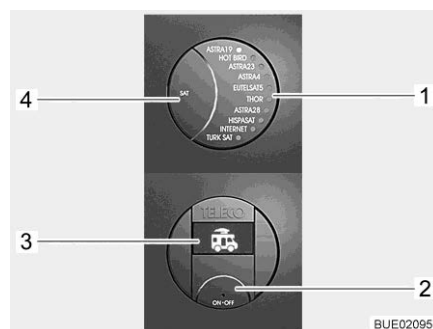 ASTRA19
HOT BIRD
ASTRA23
ASTRA4
EUTELSAT5
THOR
ASTRA28
HISPASAT
INTERNET
TURK SAT
SAT
1
4
TELECO
3
2
ON-OFF
BUE02095